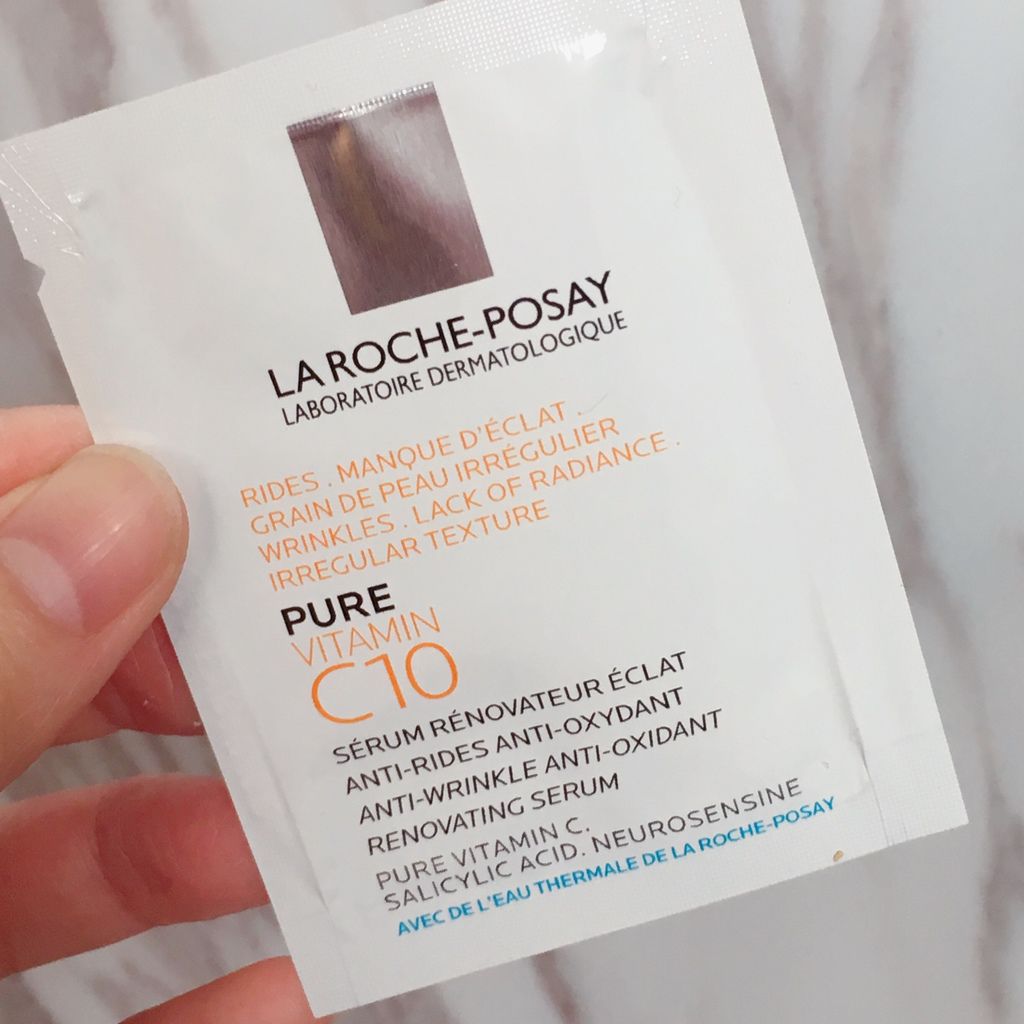 LA ROCHE-POSAY
LABORATOIRE DERMATOLOGIQUE
RIDES . MANQUE D'ÉCLAT .
GRAIN DE PEAU IRRÉGULIER
WRINKLES . LACK OF RADIANCE .
IRREGULAR TEXTURE
PURE
VITAMIN
C10
SÉRUM RÉNOVATEUR ÉCLAT
ANTI-RIDES ANTI-OXYDANT
ANTI-WRINKLE ANTI-OXIDANT
RENOVATING SERUM
PURE VITAMIN C.
SALICYLIC ACID. NEUROSENSINE
AVEC DE L'EAU THERMALE DE LA ROCHE-POSAY